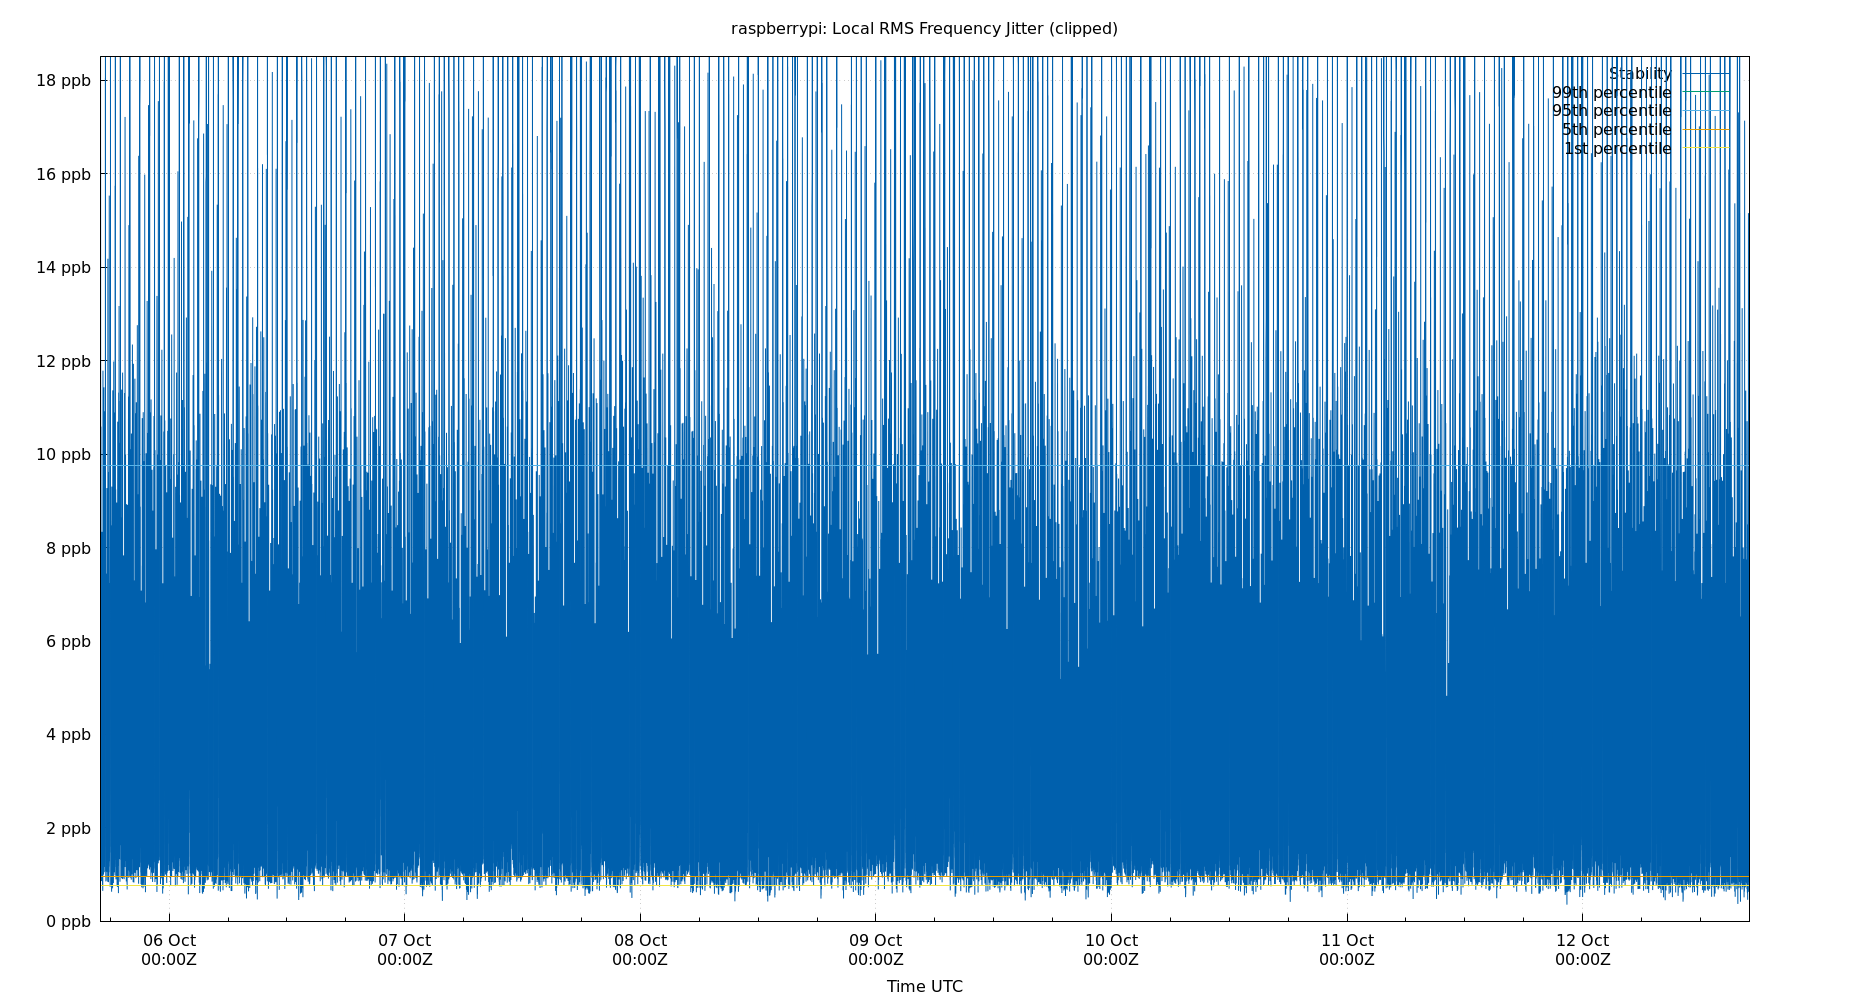 raspberrypi: Local RMS Frequency Jitter (clipped)
18 ppb
16 ppb
14 ppb
12 ppb
10 ppb
8 ppb
6 ppb
4 ppb
2 ppb
0 ppb
Stability
99th percentile
95th percentile
5th percentile
1st percentile
06 Oct
00:00Z
07 Oct
00:00Z
08 Oct
00:00Z
09 Oct
00:00Z
10 Oct
00:00Z
11 Oct
00:00Z
12 Oct
00:00Z
Time UTC